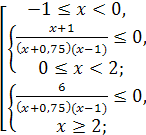 −1 ≤ x < 0,
(x+1)/((x+0,75)(x−1)) ≤ 0,
0 ≤ x < 2;
6/((x+0,75)(x−1)) ≤ 0,
x ≥ 2;